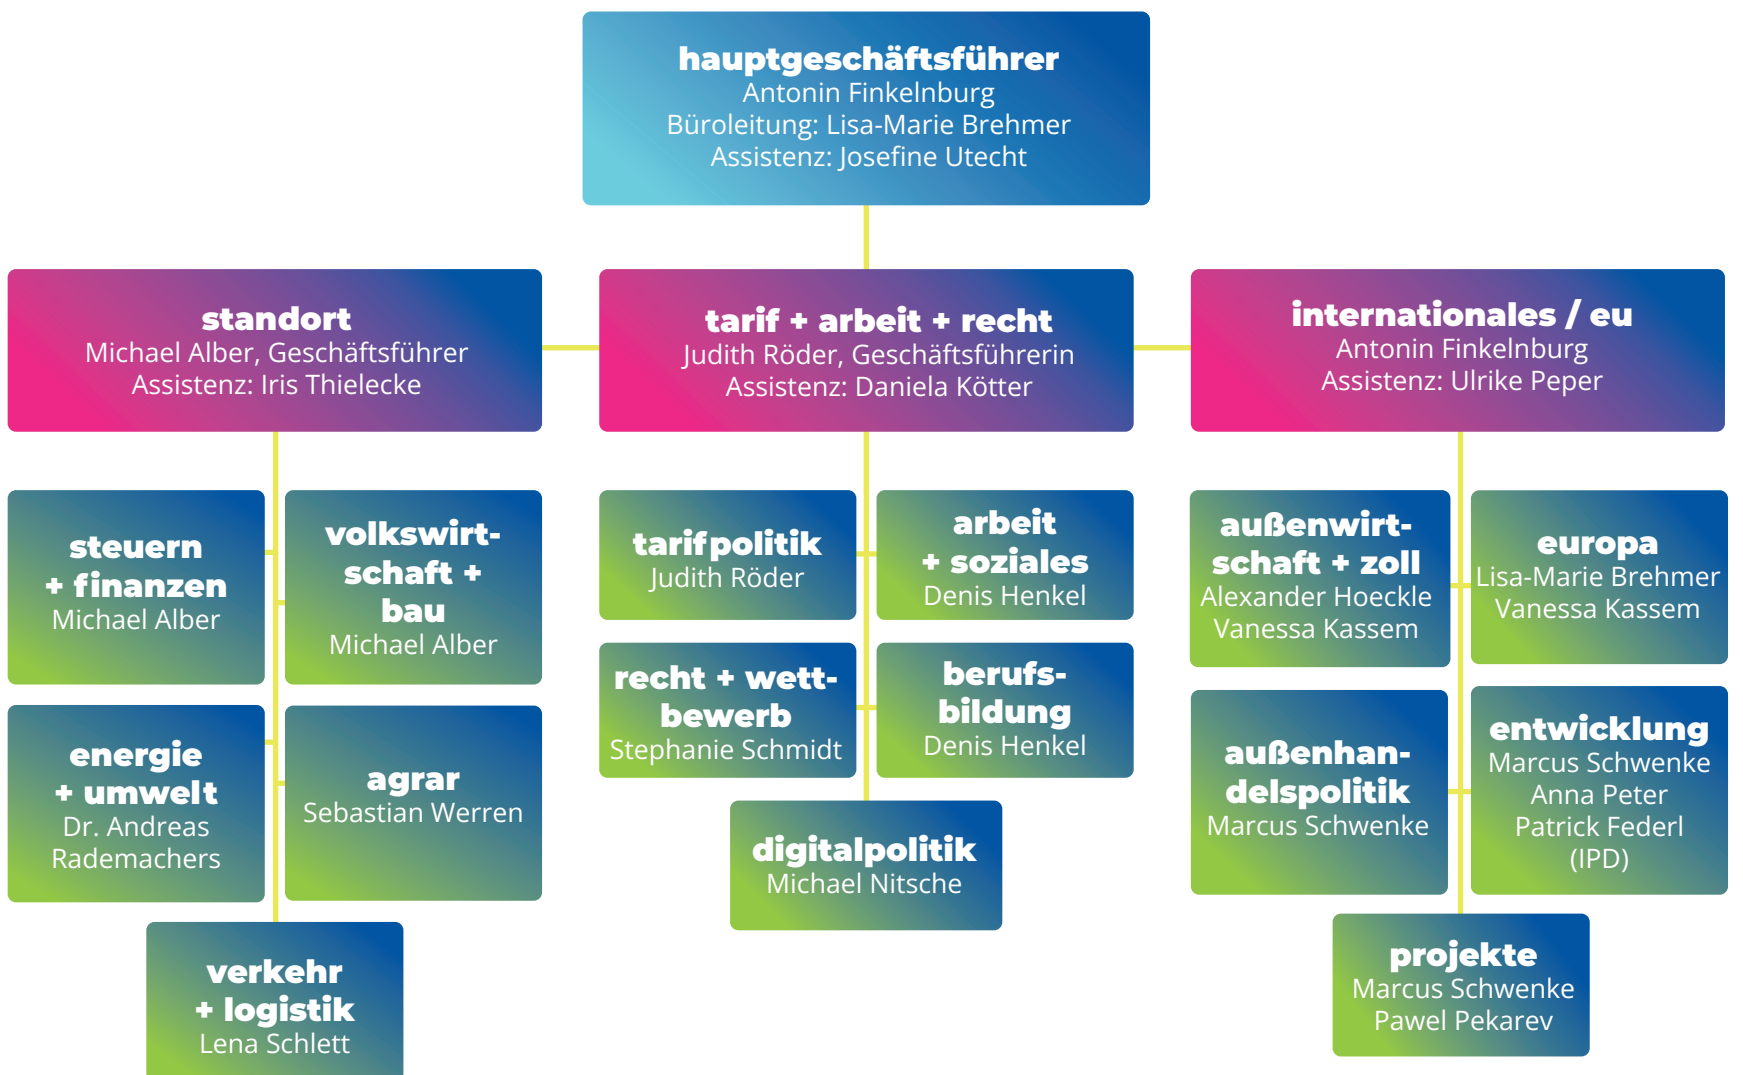 hauptgeschäftsführer
Antonin Finkelnburg
Büroleitung: Lisa-Marie Brehmer
Assistenz: Josefine Utecht
standort
Michael Alber, Geschäftsführer
Assistenz: Iris Thielecke
tarif + arbeit + recht
Judith Röder, Geschäftsführerin
Assistenz: Daniela Kötter
internationales / eu
Antonin Finkelnburg
Assistenz: Ulrike Peper
steuern
+ finanzen
Michael Alber
volkswirt-
schaft +
bau
Michael Alber
energie
+ umwelt
Dr. Andreas
Rademachers
agrar
Sebastian Werren
verkehr
+ logistik
Lena Schlett
tarifpolitik
Judith Röder
arbeit
+ soziales
Denis Henkel
recht + wett-
bewerb
Stephanie Schmidt
berufs-
bildung
Denis Henkel
digitalpolitik
Michael Nitsche
außenwirt-
schaft + zoll
Alexander Hoeckle
Vanessa Kassem
europa
Lisa-Marie Brehmer
Vanessa Kassem
außenhan-
delspolitik
Marcus Schwenke
entwicklung
Marcus Schwenke
Anna Peter
Patrick Federl
(IPD)
projekte
Marcus Schwenke
Pawel Pekarev